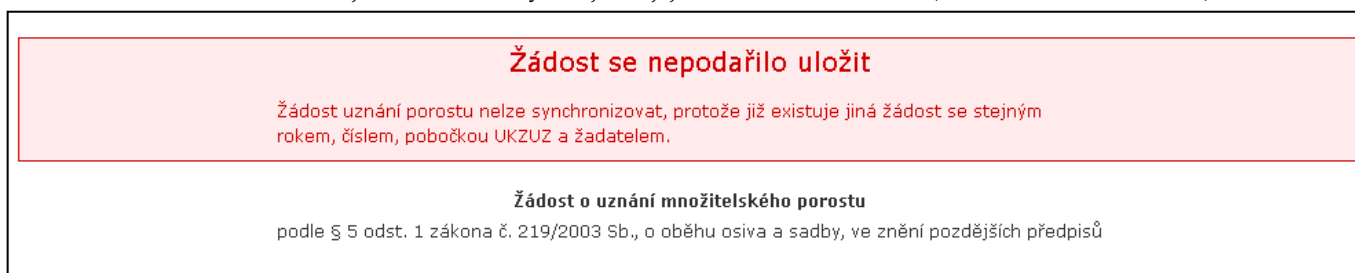 Žádost se nepodařilo uložit
Žádost uznání porostu nelze synchronizovat, protože již existuje jiná žádost se stejným
rokem, číslem, pobočkou UKZUZ a žadatelem.
Žádost o uznání množitelského porostu
podle § 5 odst. 1 zákona č. 219/2003 Sb., o oběhu osiva a sadby, ve znění pozdějších předpisů